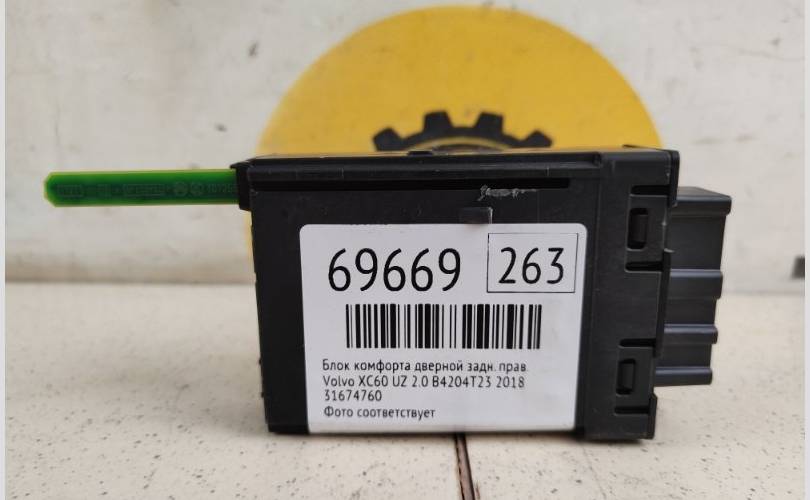 69669 263
Блок комфорта дверной задн. прав.
Volvo XC60 UZ 2.0 B4204T23 2018
31674760
Фото соответствует